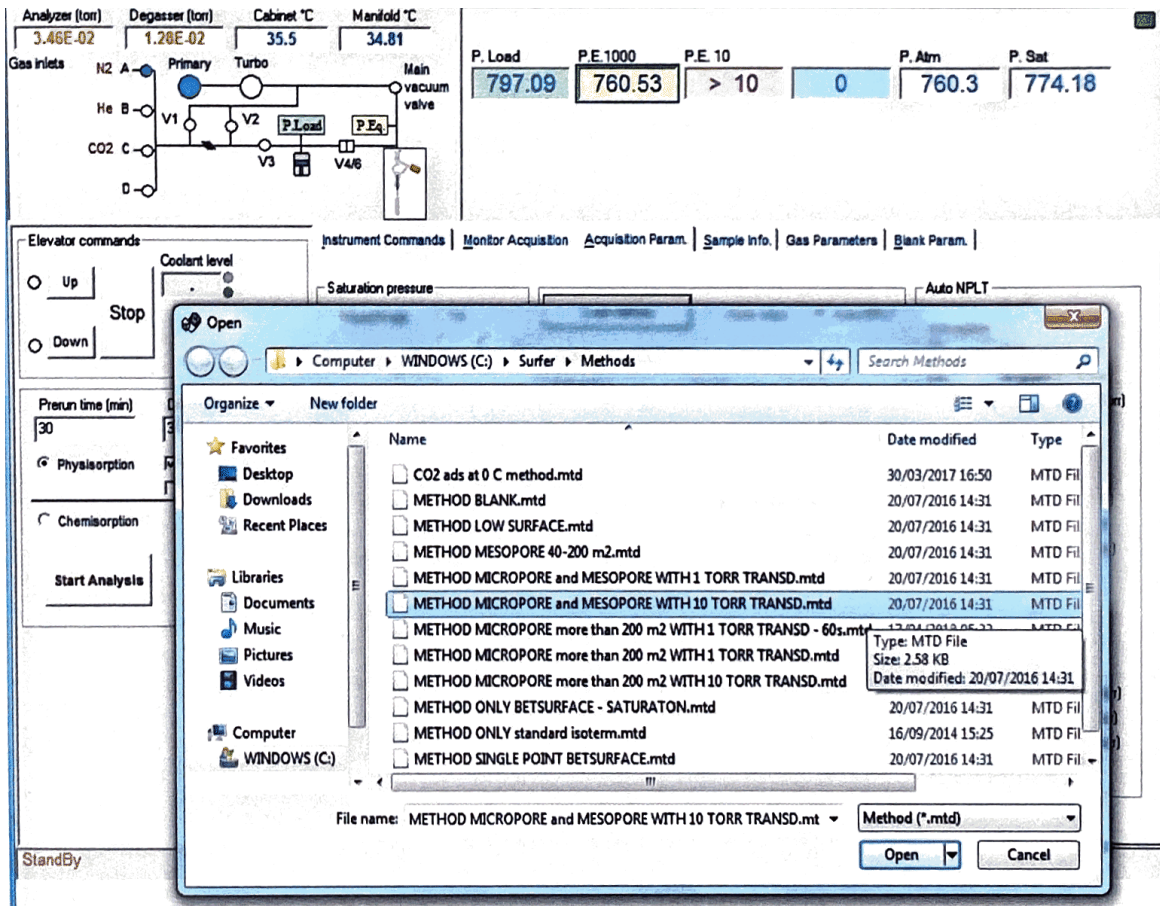 Analyzer (torr) Degasser (torr) Cabinet °C Manifold °C
3.46E-02 1.28E-02 35.5 34.81
P. Load P.E.1000 P.E. 10 P. Atm P. Sat
797.09 760.53 > 10 0 760.3 774.18
Gas inlets N2 A Primary Turbo Main
vacuum
valve
He B V1 V2 P.Load P.Eq.
CO2 C V3 V4/6
D
Elevator commands
Up
Stop
Down
Coolant level
Instrument Commands Monitor Acquisition Acquisition Param. Sample Info. Gas Parameters Blank Param.
Saturation pressure Auto NPLT
Prerun time (min)
30
Physisorption
Chemisorption
Start Analysis
StandBy
Open
Computer WINDOWS (C:) Surfer Methods Search Methods
Organize New folder
Favorites
Desktop
Downloads
Recent Places
Libraries
Documents
Music
Pictures
Videos
Computer
WINDOWS (C:)
Name Date modified Type
CO2 ads at 0 C method.mtd 30/03/2017 16:50 MTD Fil
METHOD BLANK.mtd 20/07/2016 14:31 MTD Fil
METHOD LOW SURFACE.mtd 20/07/2016 14:31 MTD Fil
METHOD MESOPORE 40-200 m2.mtd 20/07/2016 14:31 MTD Fil
METHOD MICROPORE and MESOPORE WITH 1 TORR TRANSD.mtd 20/07/2016 14:31 MTD Fil
METHOD MICROPORE and MESOPORE WITH 10 TORR TRANSD.mtd 20/07/2016 14:31 MTD Fil
METHOD MICROPORE more than 200 m2 WITH 1 TORR TRANSD - 60s.mtd
METHOD MICROPORE more than 200 m2 WITH 1 TORR TRANSD.mtd
METHOD MICROPORE more than 200 m2 WITH 10 TORR TRANSD.mtd
Type: MTD File
Size: 2.58 KB
Date modified: 20/07/2016 14:31
METHOD ONLY BETSURFACE - SATURATON.mtd 20/07/2016 14:31 MTD Fil
METHOD ONLY standard isoterm.mtd 16/09/2014 15:25 MTD Fil
METHOD SINGLE POINT BETSURFACE.mtd 20/07/2016 14:31 MTD Fil
File name: METHOD MICROPORE and MESOPORE WITH 10 TORR TRANSD.mt Method (*.mtd)
Open Cancel